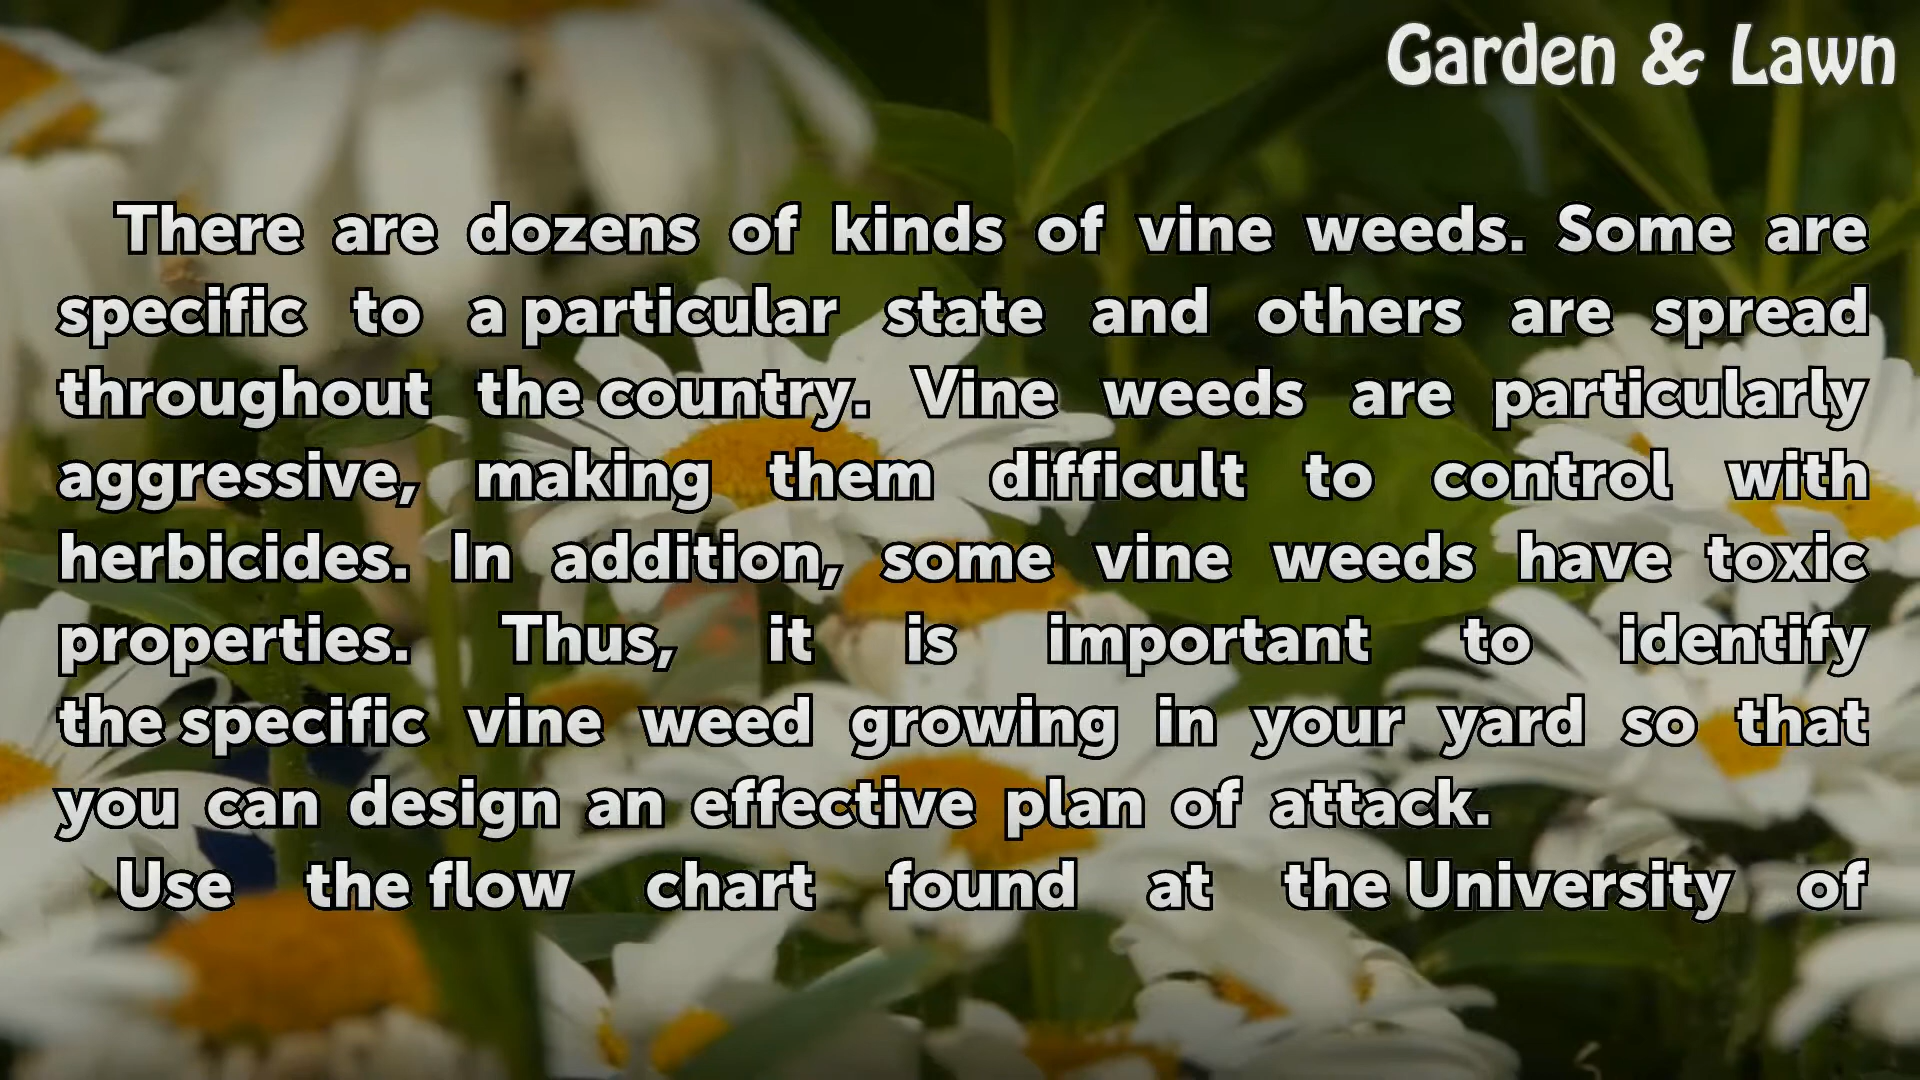 Garden & Lawn
There are dozens of kinds of vine weeds. Some are
specific to a particular state and others are spread
throughout the country. Vine weeds are particularly
aggressive, making them difficult to control with
herbicides. In addition, some vine weeds have toxic
properties. Thus, it is important to identify
the specific vine weed growing in your yard so that
you can design an effective plan of attack.
Use the flow chart found at the University of